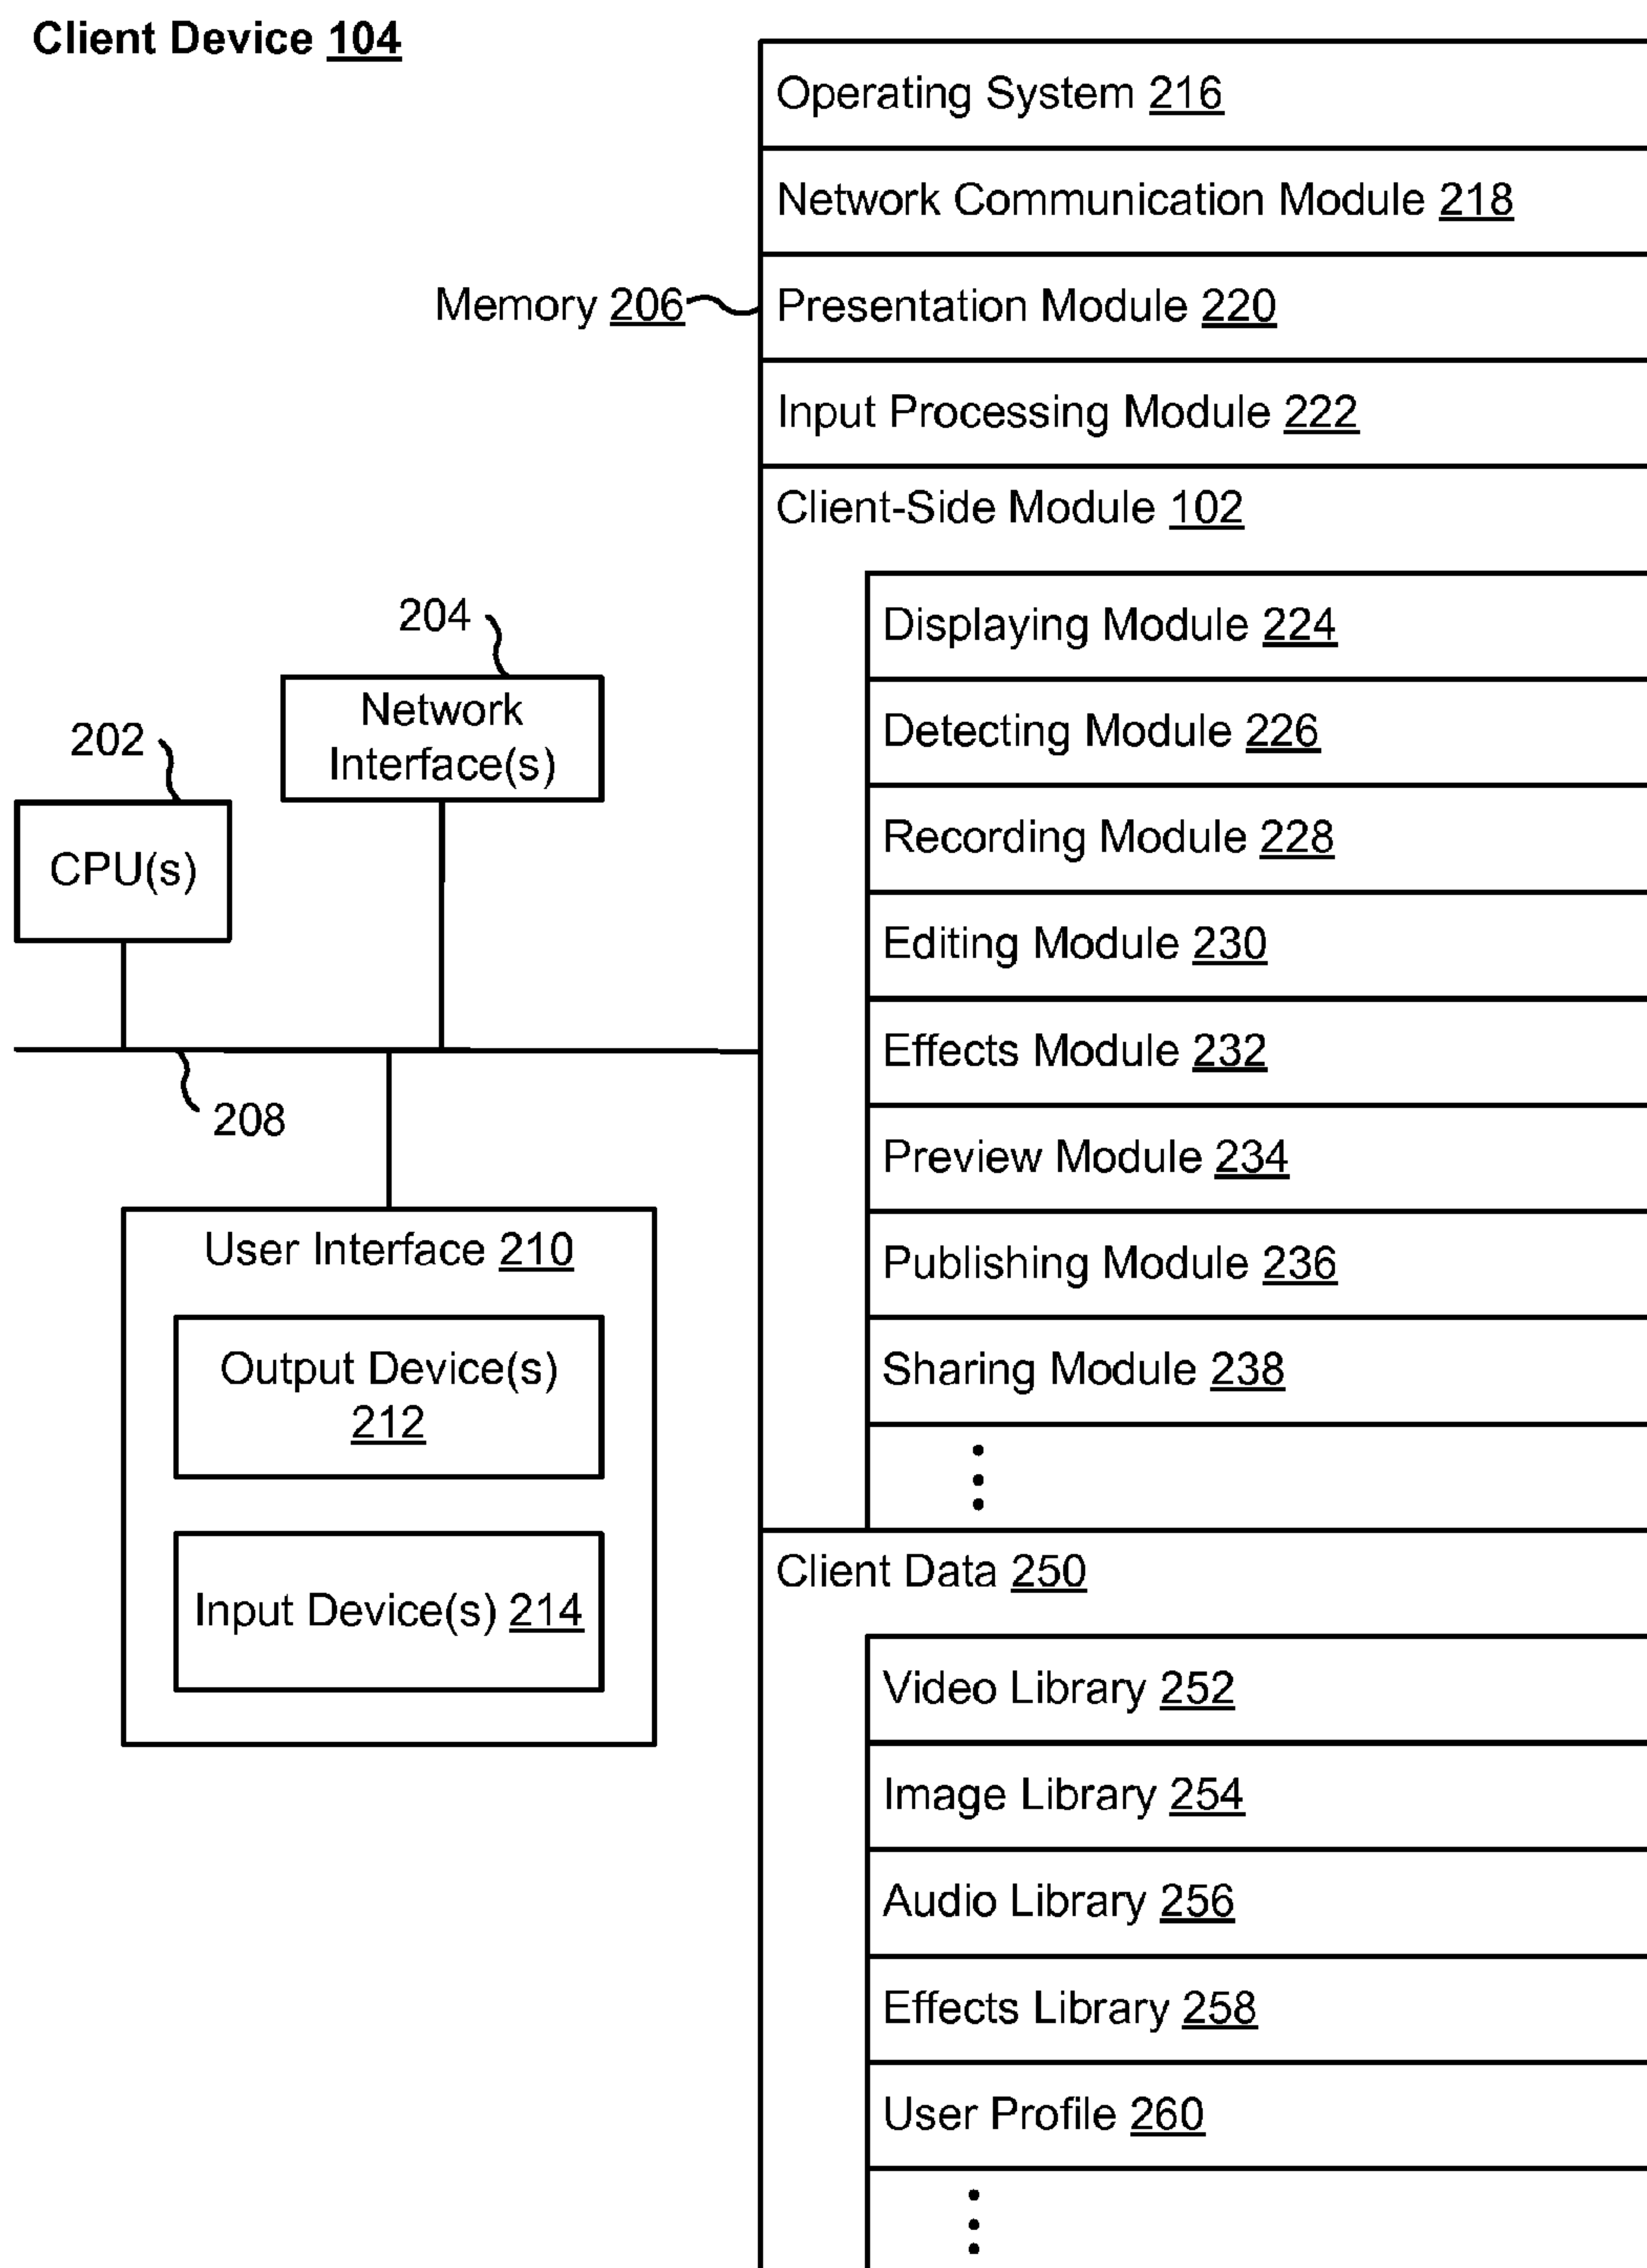 Client Device 104
Operating System 216
Network Communication Module 218
Memory 206
Presentation Module 220
Input Processing Module 222
Client-Side Module 102
Displaying Module 224
Detecting Module 226
Recording Module 228
Editing Module 230
Effects Module 232
Preview Module 234
Publishing Module 236
Sharing Module 238
Client Data 250
Video Library 252
Image Library 254
Audio Library 256
Effects Library 258
User Profile 260
204
Network
Interface(s)
202
CPU(s)
208
User Interface 210
Output Device(s)
212
Input Device(s) 214